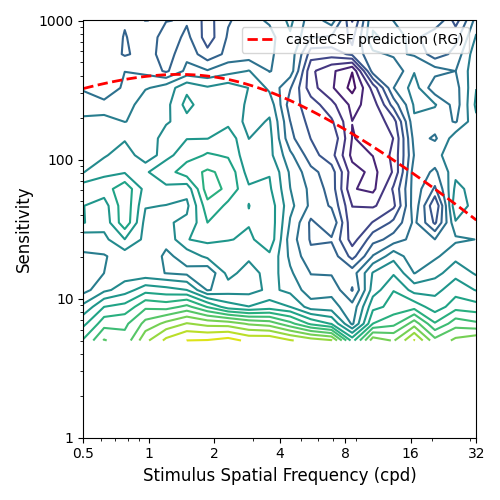 1000
castleCSF prediction (RG)
100
10
1
Sensitivity
0.5 1 2 4 8 16 32
Stimulus Spatial Frequency (cpd)